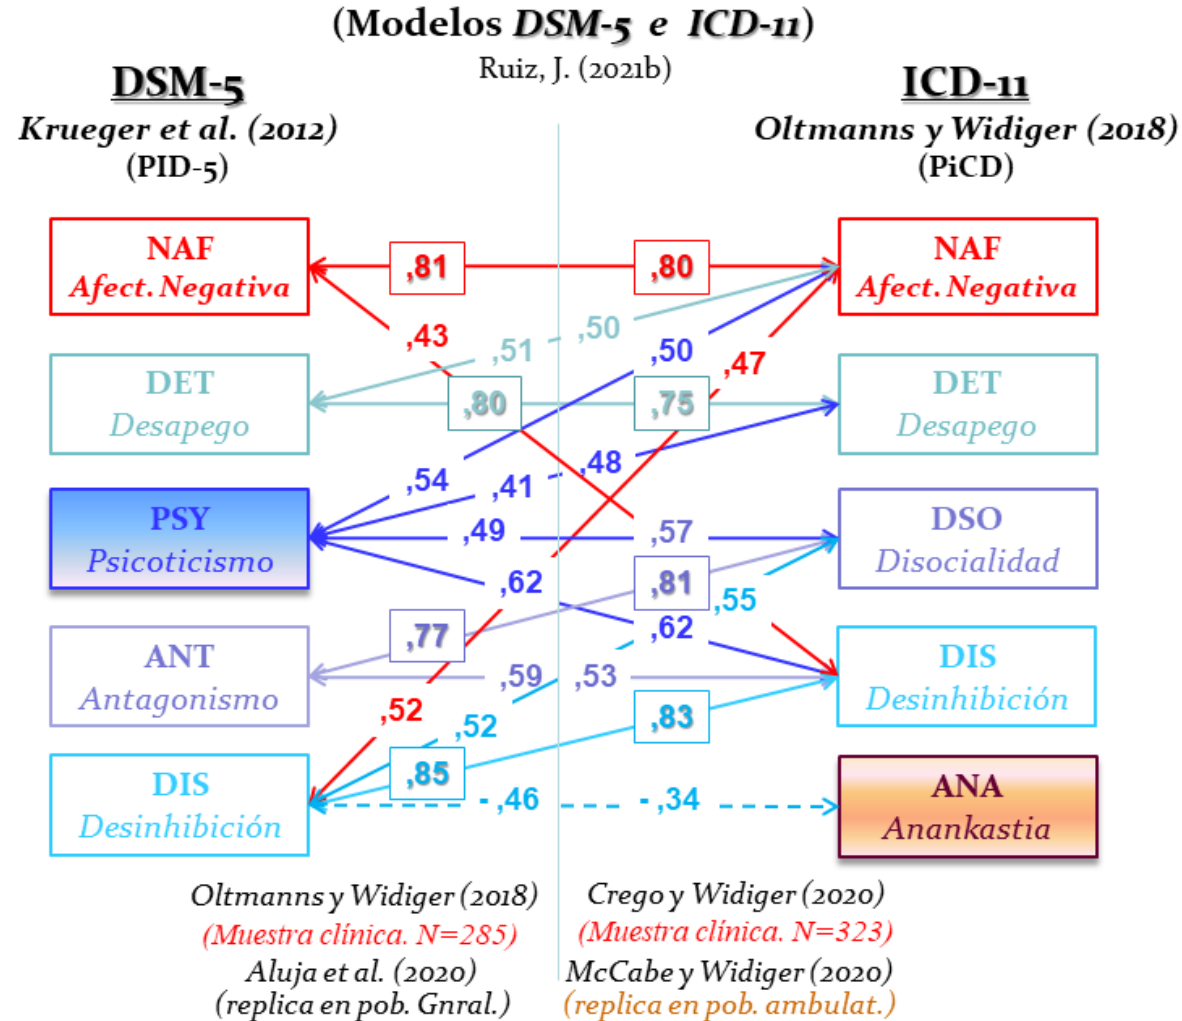 (Modelos DSM-5 e ICD-11)
Ruiz, J. (2021b)
DSM-5
Krueger et al. (2012)
(PID-5)
ICD-11
Oltmanns y Widiger (2018)
(PiCD)
NAF
Afect. Negativa
,81
,80
NAF
Afect. Negativa
,43
,51
,50
,50
,47
DET
Desapego
,80
,75
DET
Desapego
,54
,41
,48
PSY
Psicoticismo
,49
,57
DSO
Disocialidad
,62
,81
,55
,62
,77
ANT
Antagonismo
,59
,53
DIS
Desinhibición
,52
,52
,83
,85
DIS
Desinhibición
- ,46
- ,34
ANA
Anankastia
Oltmanns y Widiger (2018)
(Muestra clínica. N=285)
Aluja et al. (2020)
(replica en pob. Gnral.)
Crego y Widiger (2020)
(Muestra clínica. N=323)
McCabe y Widiger (2020)
(replica en pob. ambulat.)